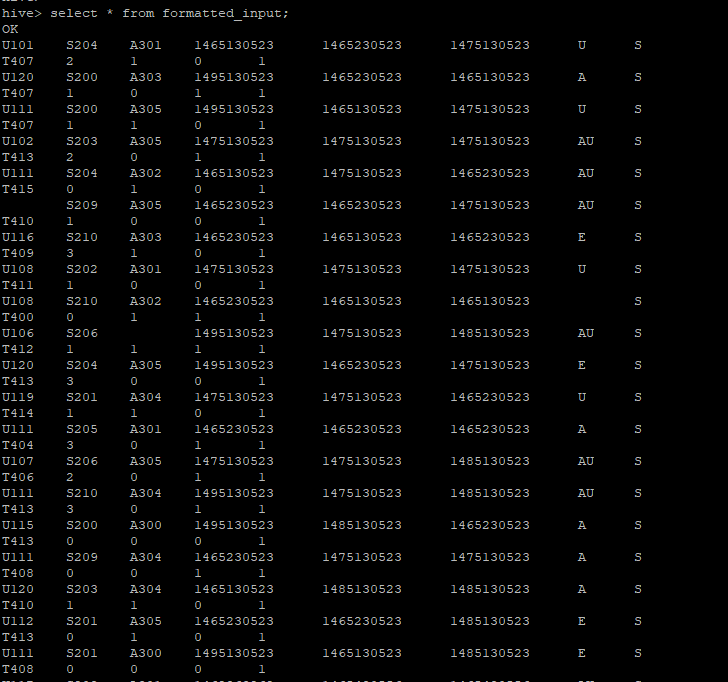 hive> select * from formatted_input;
OK
U101 S204 A301 1465130523 1465230523 1475130523 U S
T407 2 1 0 1
U120 S200 A303 1495130523 1465230523 1465130523 A S
T407 1 0 1 1
U111 S200 A305 1495130523 1465130523 1475130523 U S
T407 1 1 0 1
U102 S203 A305 1475130523 1475130523 1475130523 AU S
T413 2 0 1 1
U111 S204 A302 1465130523 1475130523 1465230523 AU S
T415 0 1 0 1
S209 A305 1465230523 1465230523 1475130523 AU S
T410 1 0 0 1
U116 S210 A303 1465230523 1465130523 1465230523 E S
T409 3 1 0 1
U108 S202 A301 1475130523 1475130523 1475130523 U S
T411 1 0 0 1
U108 S210 A302 1465230523 1465130523 1465130523 S
T400 0 1 1 1
U106 S206 1495130523 1475130523 1485130523 AU S
T412 1 1 1 1
U120 S204 A305 1495130523 1465230523 1475130523 E S
T413 3 0 0 1
U119 S201 A304 1475130523 1475130523 1465230523 U S
T414 1 1 0 1
U111 S205 A301 1465230523 1465130523 1465230523 A S
T404 3 0 1 1
U107 S206 A305 1475130523 1465230523 1485130523 AU S
T406 2 0 1 1
U111 S210 A304 1495130523 1475130523 1485130523 AU S
T413 3 0 1 1
U115 S200 A300 1495130523 1485130523 1465230523 A S
T413 0 0 0 1
U111 S209 A304 1465230523 1475130523 1475130523 A S
T408 0 0 1 1
U120 S203 A304 1465130523 1485130523 1485130523 A S
T410 1 1 0 1
U112 S201 A305 1465230523 1465130523 1465230523 E S
T413 0 1 0 1
U111 S201 A300 1495130523 1465130523 1485130523 E S
T408 0 0 0 1